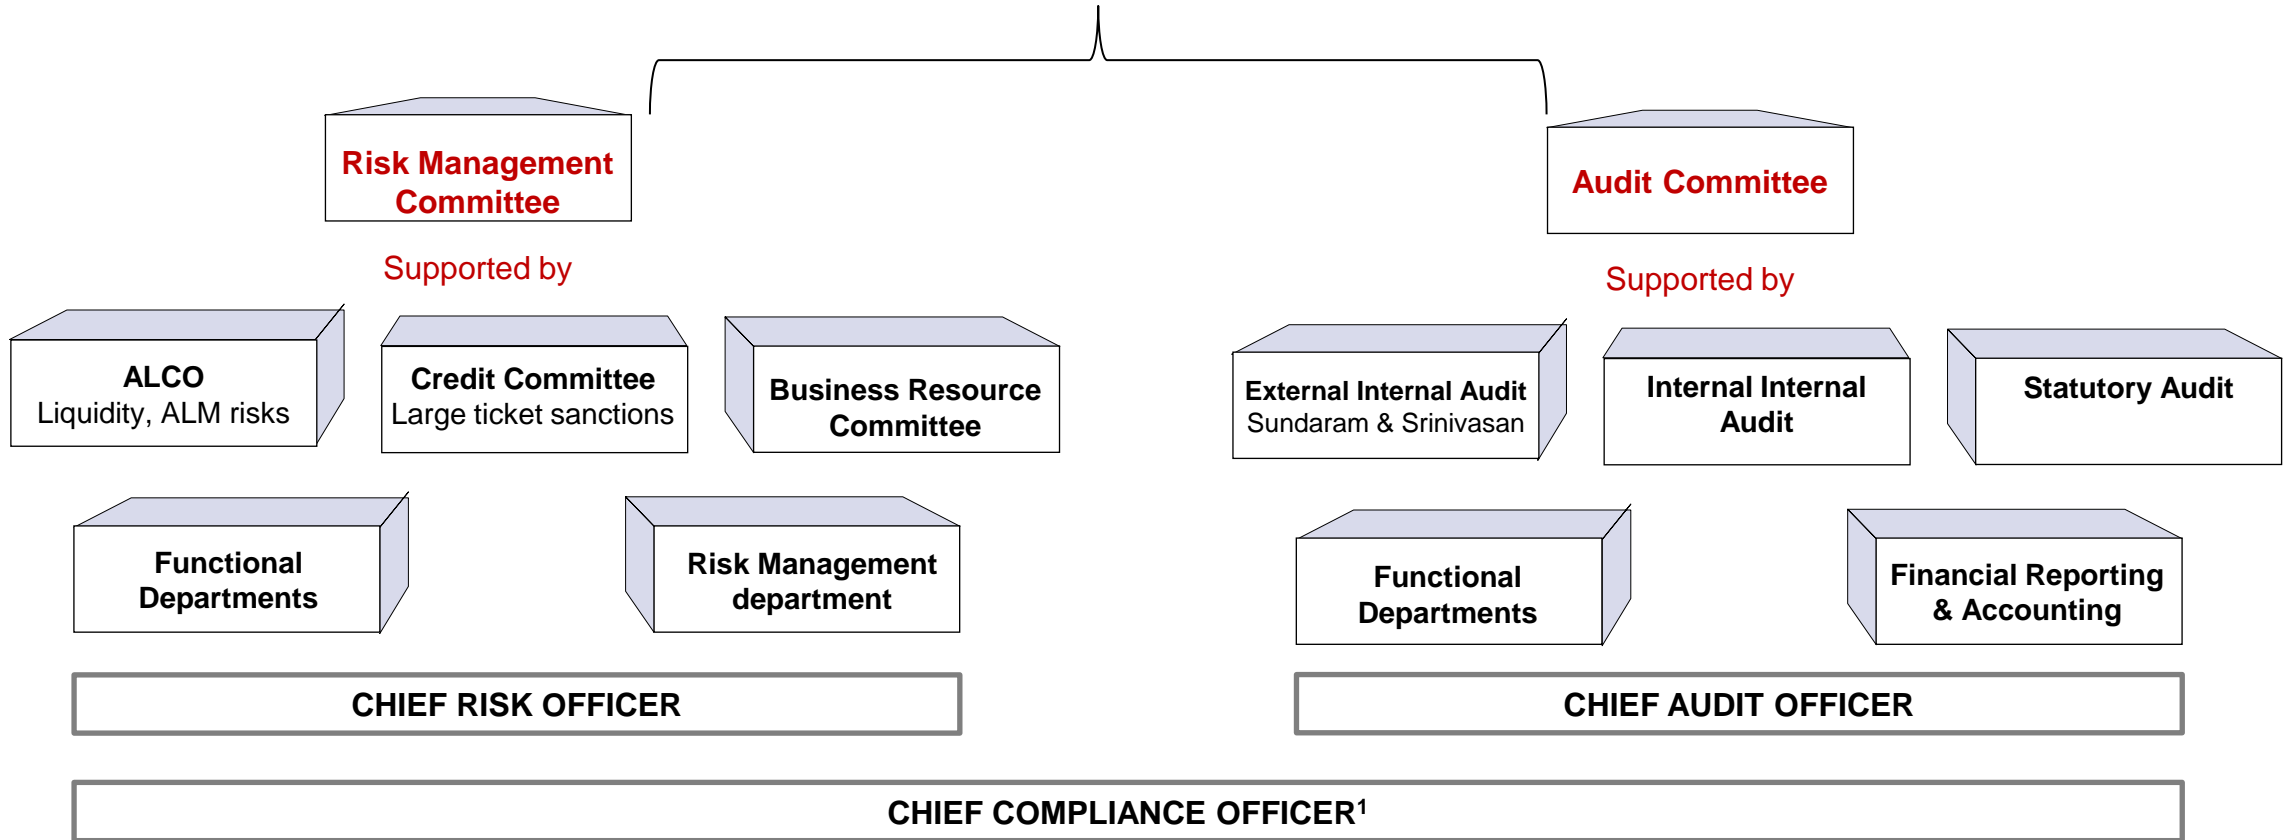 Risk Management
Committee
Audit Committee
Supported by
Supported by
ALCO
Liquidity, ALM risks
Credit Committee
Large ticket sanctions
Business Resource
Committee
External Internal Audit
Sundaram & Srinivasan
Internal Internal
Audit
Statutory Audit
Functional
Departments
Risk Management
department
Functional
Departments
Financial Reporting
& Accounting
CHIEF RISK OFFICER
CHIEF AUDIT OFFICER
CHIEF COMPLIANCE OFFICER¹